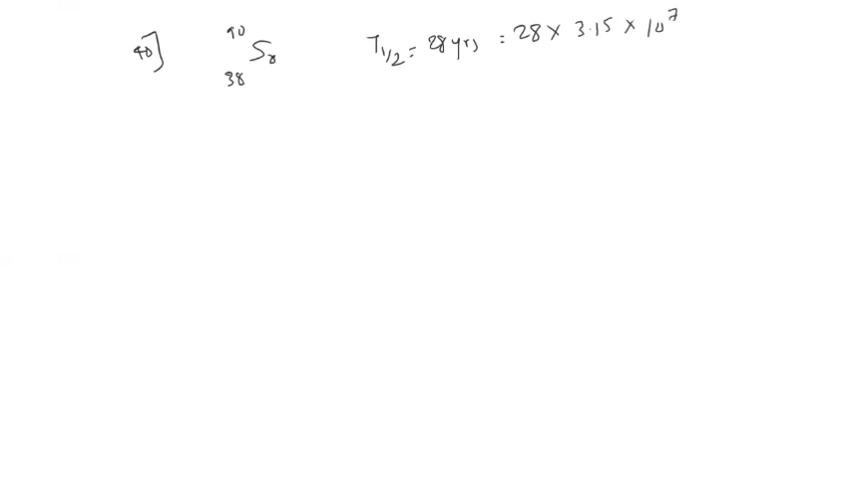 40] ⁹⁰₃₈Sr T1/2 = 28 yrs = 28 × 3.15 × 10⁷